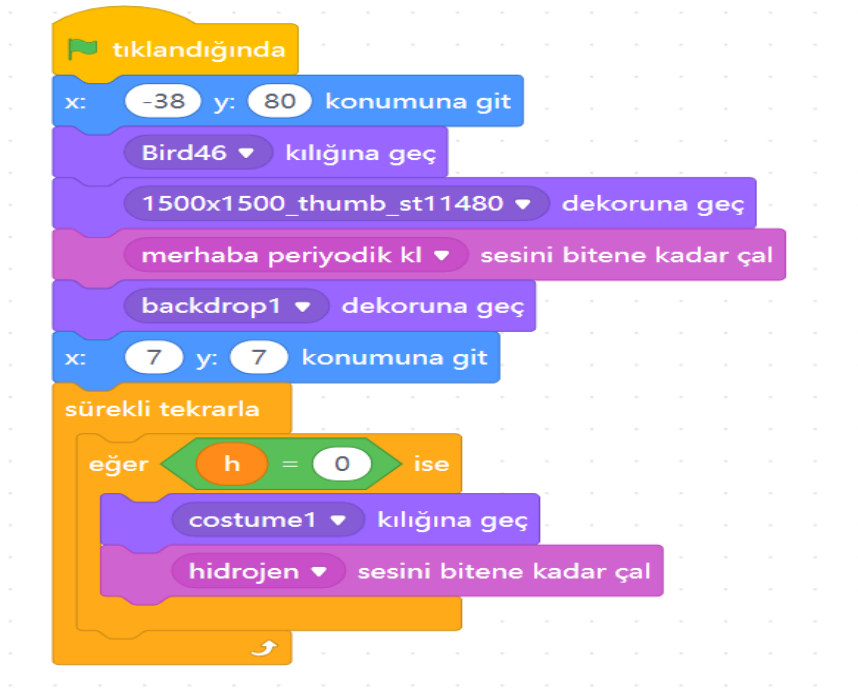 tıklandığında
x: -38 y: 80 konumuna git
Bird46 kılığına geç
1500x1500_thumb_st11480 dekoruna geç
merhaba periyodik kl sesini bitene kadar çal
backdrop1 dekoruna geç
x: 7 y: 7 konumuna git
sürekli tekrarla
eğer h = 0 ise
costume1 kılığına geç
hidrojen sesini bitene kadar çal